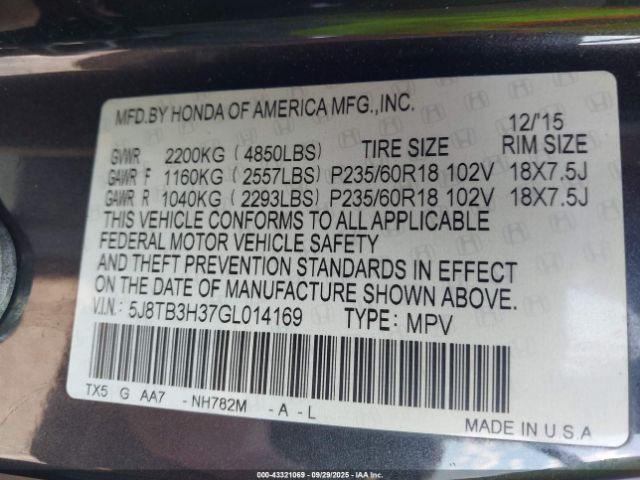 MFD.BY HONDA OF AMERICA MFG.,INC.
12/'15
GVWR 2200KG (4850LBS) TIRE SIZE RIM SIZE
GAWR F 1160KG (2557LBS) P235/60R18 102V 18X7.5J
GAWR R 1040KG (2293LBS) P235/60R18 102V 18X7.5J
THIS VEHICLE CONFORMS TO ALL APPLICABLE
FEDERAL MOTOR VEHICLE SAFETY
AND THEFT PREVENTION STANDARDS IN EFFECT
ON THE DATE OF MANUFACTURE SHOWN ABOVE.
V.I.N.: 5J8TB3H37GL014169 TYPE: MPV
TX5 G AA7 - NH782M - A - L
MADE IN U.S.A
000-43321069 | 09/29/2025 | IAAI.COM